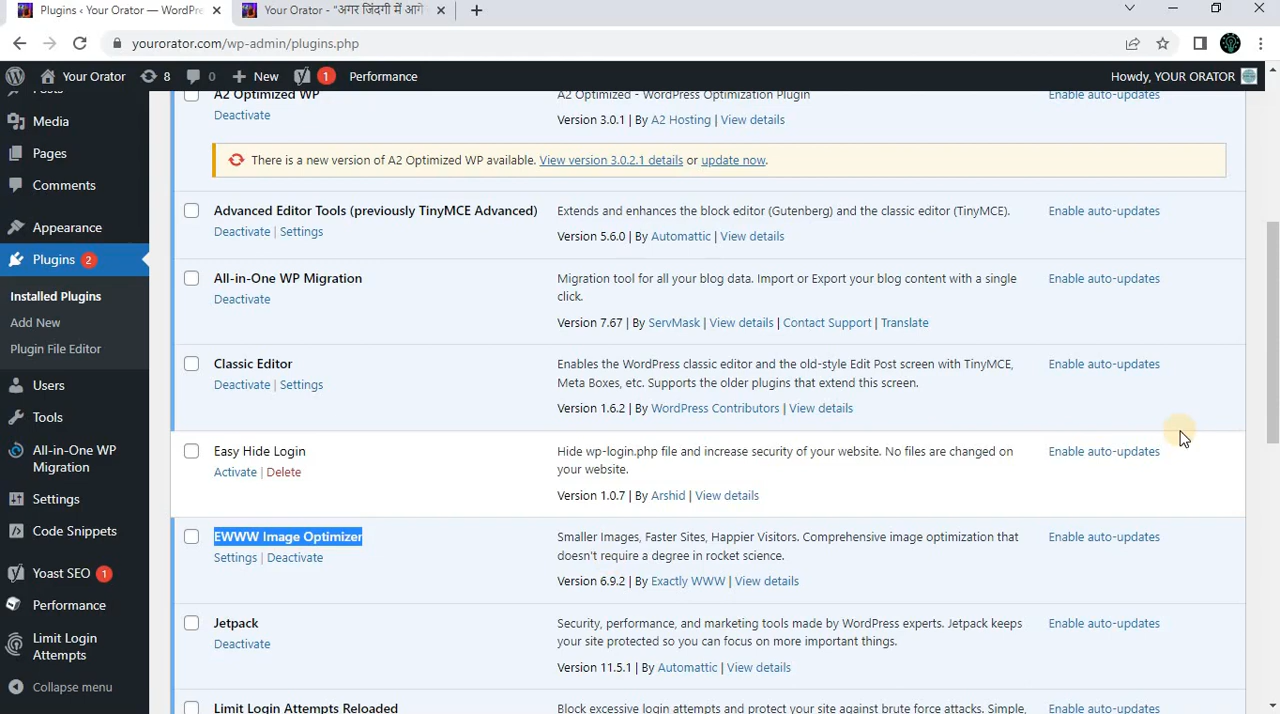 Plugins ‹ Your Orator — WordPre
Your Orator - "अगर जिंदगी में आगे
yourorator.com/wp-admin/plugins.php
Your Orator 8 0 New 1 Performance Howdy, YOUR ORATOR
Posts
Media
Pages
Comments
Appearance
Plugins 2
Installed Plugins
Add New
Plugin File Editor
Users
Tools
All-in-One WP
Migration
Settings
Code Snippets
Yoast SEO 1
Performance
Limit Login
Attempts
Collapse menu
A2 Optimized WP
Deactivate
A2 Optimized - WordPress Optimization Plugin
Version 3.0.1 | By A2 Hosting | View details
Enable auto-updates
There is a new version of A2 Optimized WP available. View version 3.0.2.1 details or update now.
Advanced Editor Tools (previously TinyMCE Advanced)
Deactivate | Settings
Extends and enhances the block editor (Gutenberg) and the classic editor (TinyMCE).
Version 5.6.0 | By Automattic | View details
Enable auto-updates
All-in-One WP Migration
Deactivate
Migration tool for all your blog data. Import or Export your blog content with a single
click.
Version 7.67 | By ServMask | View details | Contact Support | Translate
Enable auto-updates
Classic Editor
Deactivate | Settings
Enables the WordPress classic editor and the old-style Edit Post screen with TinyMCE,
Meta Boxes, etc. Supports the older plugins that extend this screen.
Version 1.6.2 | By WordPress Contributors | View details
Enable auto-updates
Easy Hide Login
Activate | Delete
Hide wp-login.php file and increase security of your website. No files are changed on
your website.
Version 1.0.7 | By Arshid | View details
Enable auto-updates
EWWW Image Optimizer
Settings | Deactivate
Smaller Images, Faster Sites, Happier Visitors. Comprehensive image optimization that
doesn't require a degree in rocket science.
Version 6.9.2 | By Exactly WWW | View details
Enable auto-updates
Jetpack
Deactivate
Security, performance, and marketing tools made by WordPress experts. Jetpack keeps
your site protected so you can focus on more important things.
Version 11.5.1 | By Automattic | View details
Enable auto-updates
Limit Login Attempts Reloaded
Block excessive login attempts and protect your site against brute force attacks. Simple,
Enable auto-updates